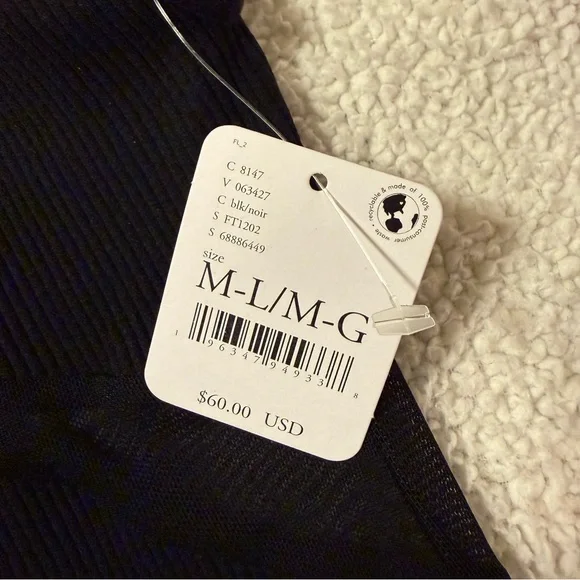 FL_2
C 8147
V 063427
C blk/noir
S FT1202
S 68886449
size
M-L/M-G
1 96347 94933 8
$60.00 USD
recyclable & made of 100% post-consumer waste •